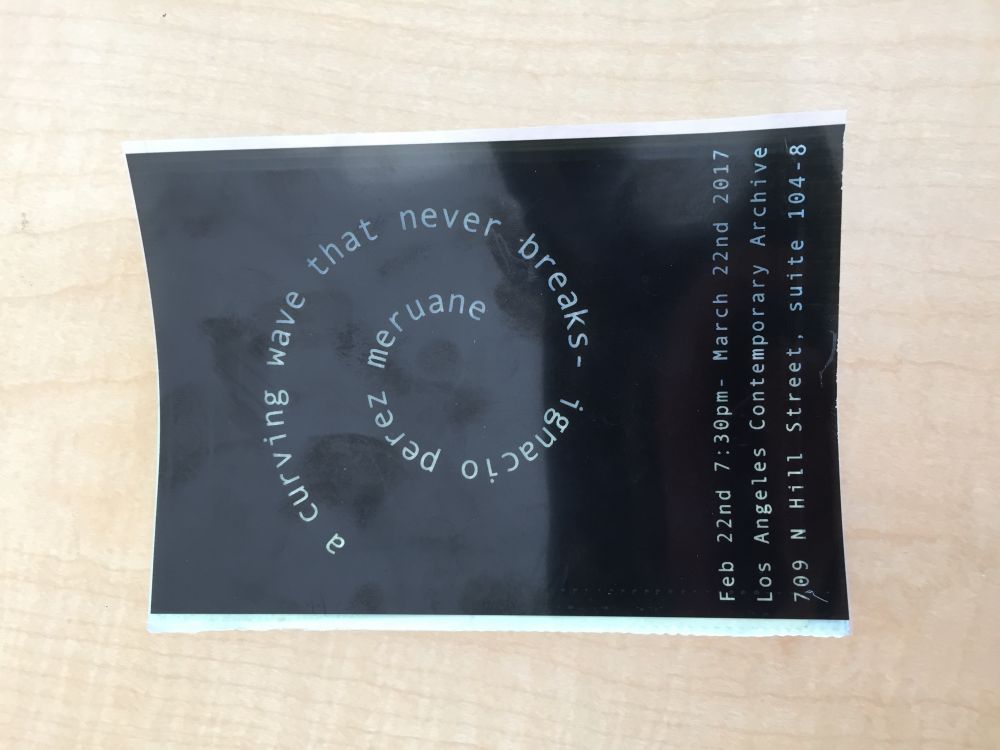 a curving wave that never breaks- ignacio perez meruane
Feb 22nd 7:30pm- March 22nd 2017
Los Angeles Contemporary Archive
709 N Hill Street, suite 104-8